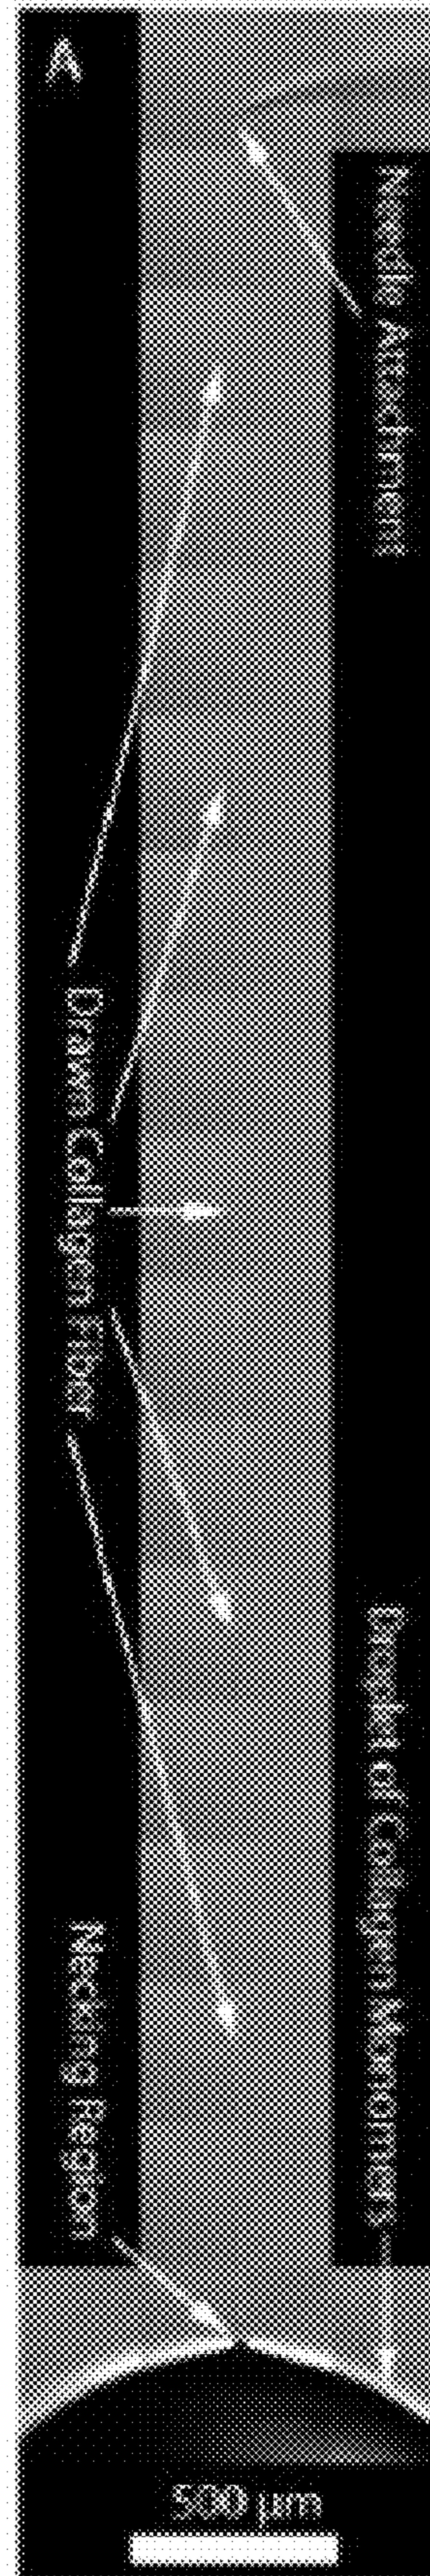 A
Needle Attachment
Drawn Collagen Fiber
Droplet of Collagen Monomers
Necking Region
500 µm